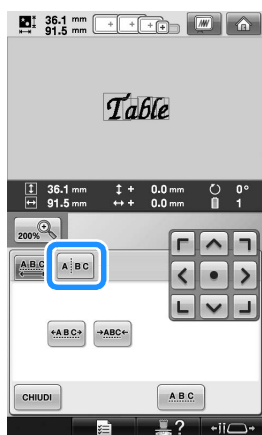 36.1 mm
91.5 mm
Table
36.1 mm + 0.0 mm 0°
91.5 mm + 0.0 mm 1
200%
ABC A BC
ABC ABC
CHIUDI ABC
?